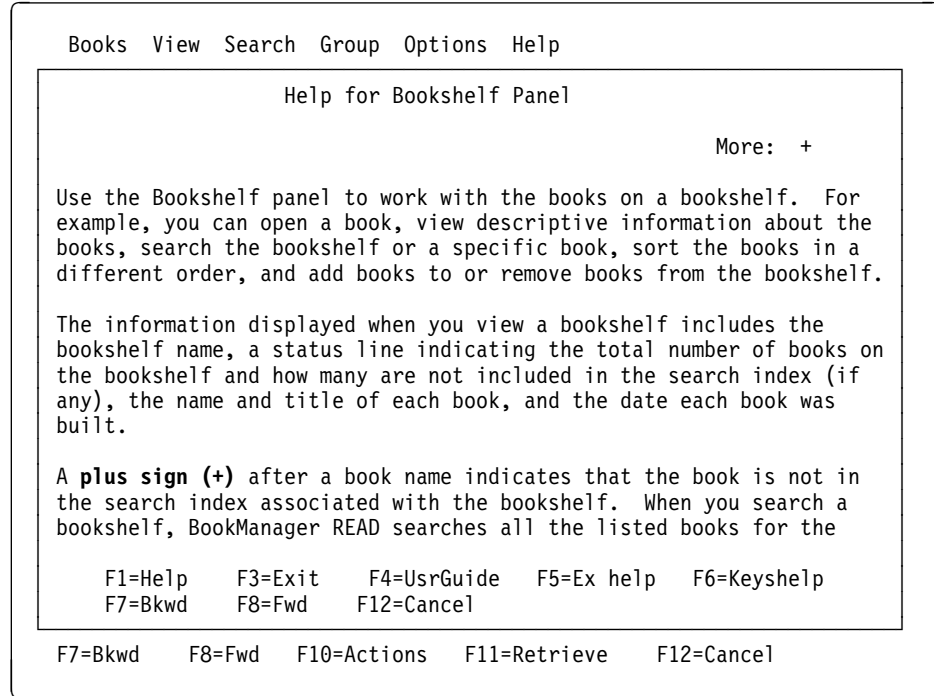 Books  View  Search  Group  Options  Help
Help for Bookshelf Panel
More:  +
Use the Bookshelf panel to work with the books on a bookshelf.  For
example, you can open a book, view descriptive information about the
books, search the bookshelf or a specific book, sort the books in a
different order, and add books to or remove books from the bookshelf.
The information displayed when you view a bookshelf includes the
bookshelf name, a status line indicating the total number of books on
the bookshelf and how many are not included in the search index (if
any), the name and title of each book, and the date each book was
built.
A plus sign (+) after a book name indicates that the book is not in
the search index associated with the bookshelf.  When you search a
bookshelf, BookManager READ searches all the listed books for the
F1=Help  F3=Exit  F4=UsrGuide  F5=Ex help  F6=Keyshelp
F7=Bkwd  F8=Fwd  F12=Cancel
F7=Bkwd  F8=Fwd  F10=Actions  F11=Retrieve  F12=Cancel